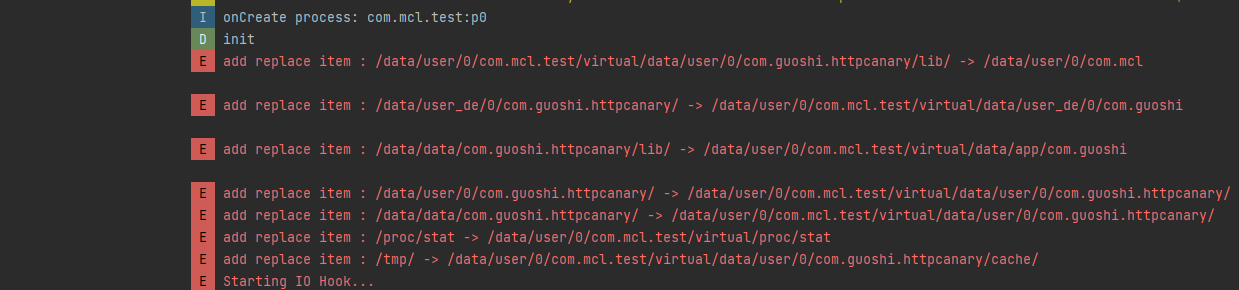 I onCreate process: com.mcl.test:p0
D init
E add replace item : /data/user/0/com.mcl.test/virtual/data/user/0/com.guoshi.httpcanary/lib/ -> /data/user/0/com.mcl
E add replace item : /data/user_de/0/com.guoshi.httpcanary/ -> /data/user/0/com.mcl.test/virtual/data/user_de/0/com.guoshi
E add replace item : /data/data/com.guoshi.httpcanary/lib/ -> /data/user/0/com.mcl.test/virtual/data/app/com.guoshi
E add replace item : /data/user/0/com.guoshi.httpcanary/ -> /data/user/0/com.mcl.test/virtual/data/user/0/com.guoshi.httpcanary/
E add replace item : /data/data/com.guoshi.httpcanary/ -> /data/user/0/com.mcl.test/virtual/data/user/0/com.guoshi.httpcanary/
E add replace item : /proc/stat -> /data/user/0/com.mcl.test/virtual/proc/stat
E add replace item : /tmp/ -> /data/user/0/com.mcl.test/virtual/data/user/0/com.guoshi.httpcanary/cache/
E Starting IO Hook...